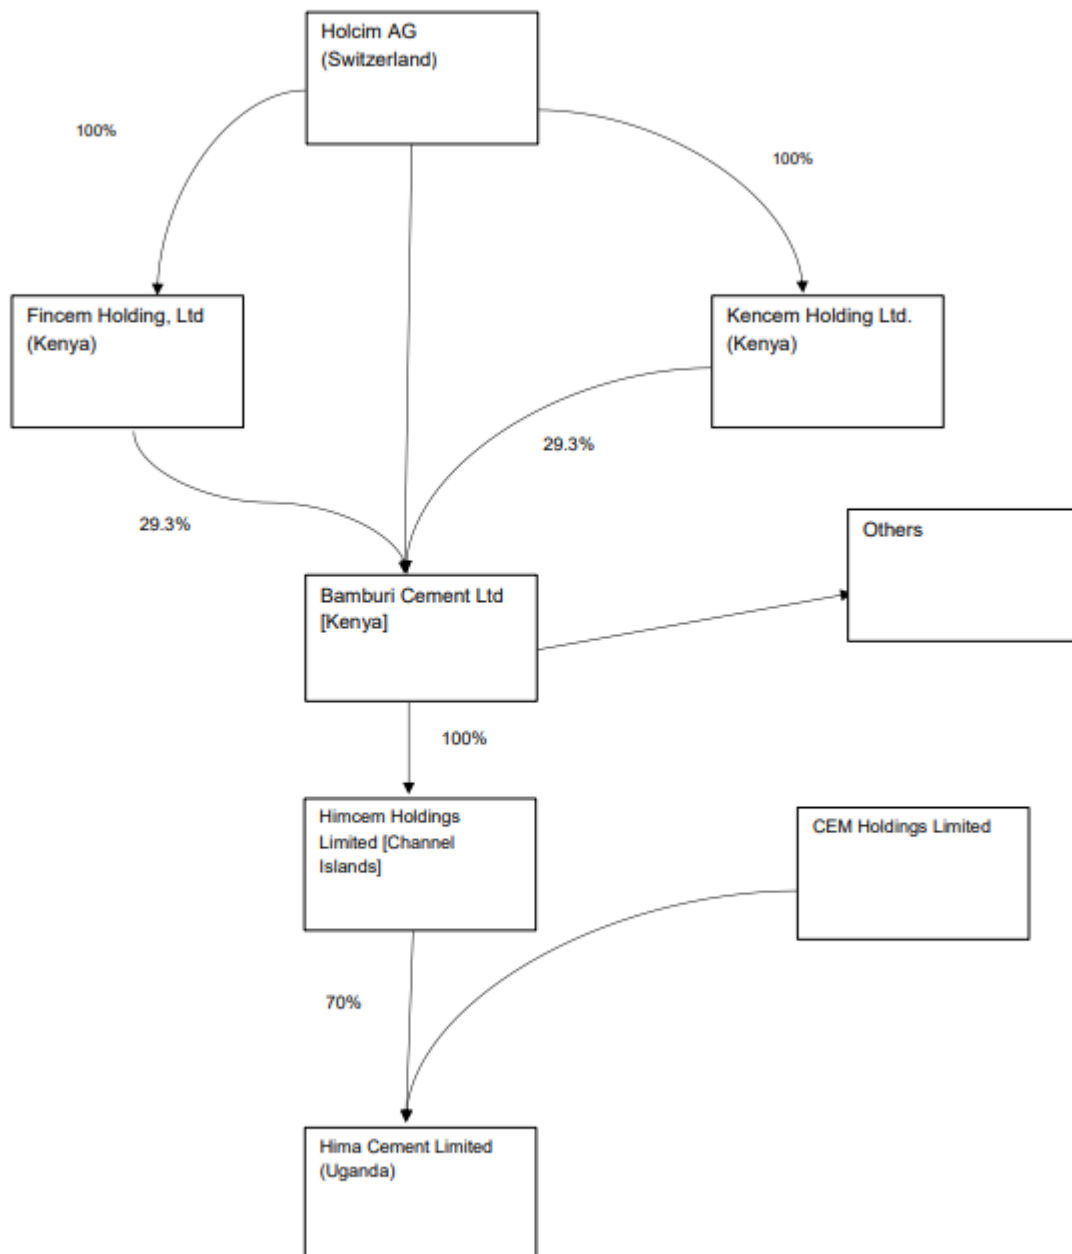 Holcim AG
(Switzerland)
100%
100%
Fincem Holding, Ltd
(Kenya)
Kencem Holding Ltd.
(Kenya)
29.3%
29.3%
Others
Bamburi Cement Ltd
[Kenya]
100%
Himcem Holdings
Limited [Channel
Islands]
CEM Holdings Limited
70%
Hima Cement Limited
(Uganda)